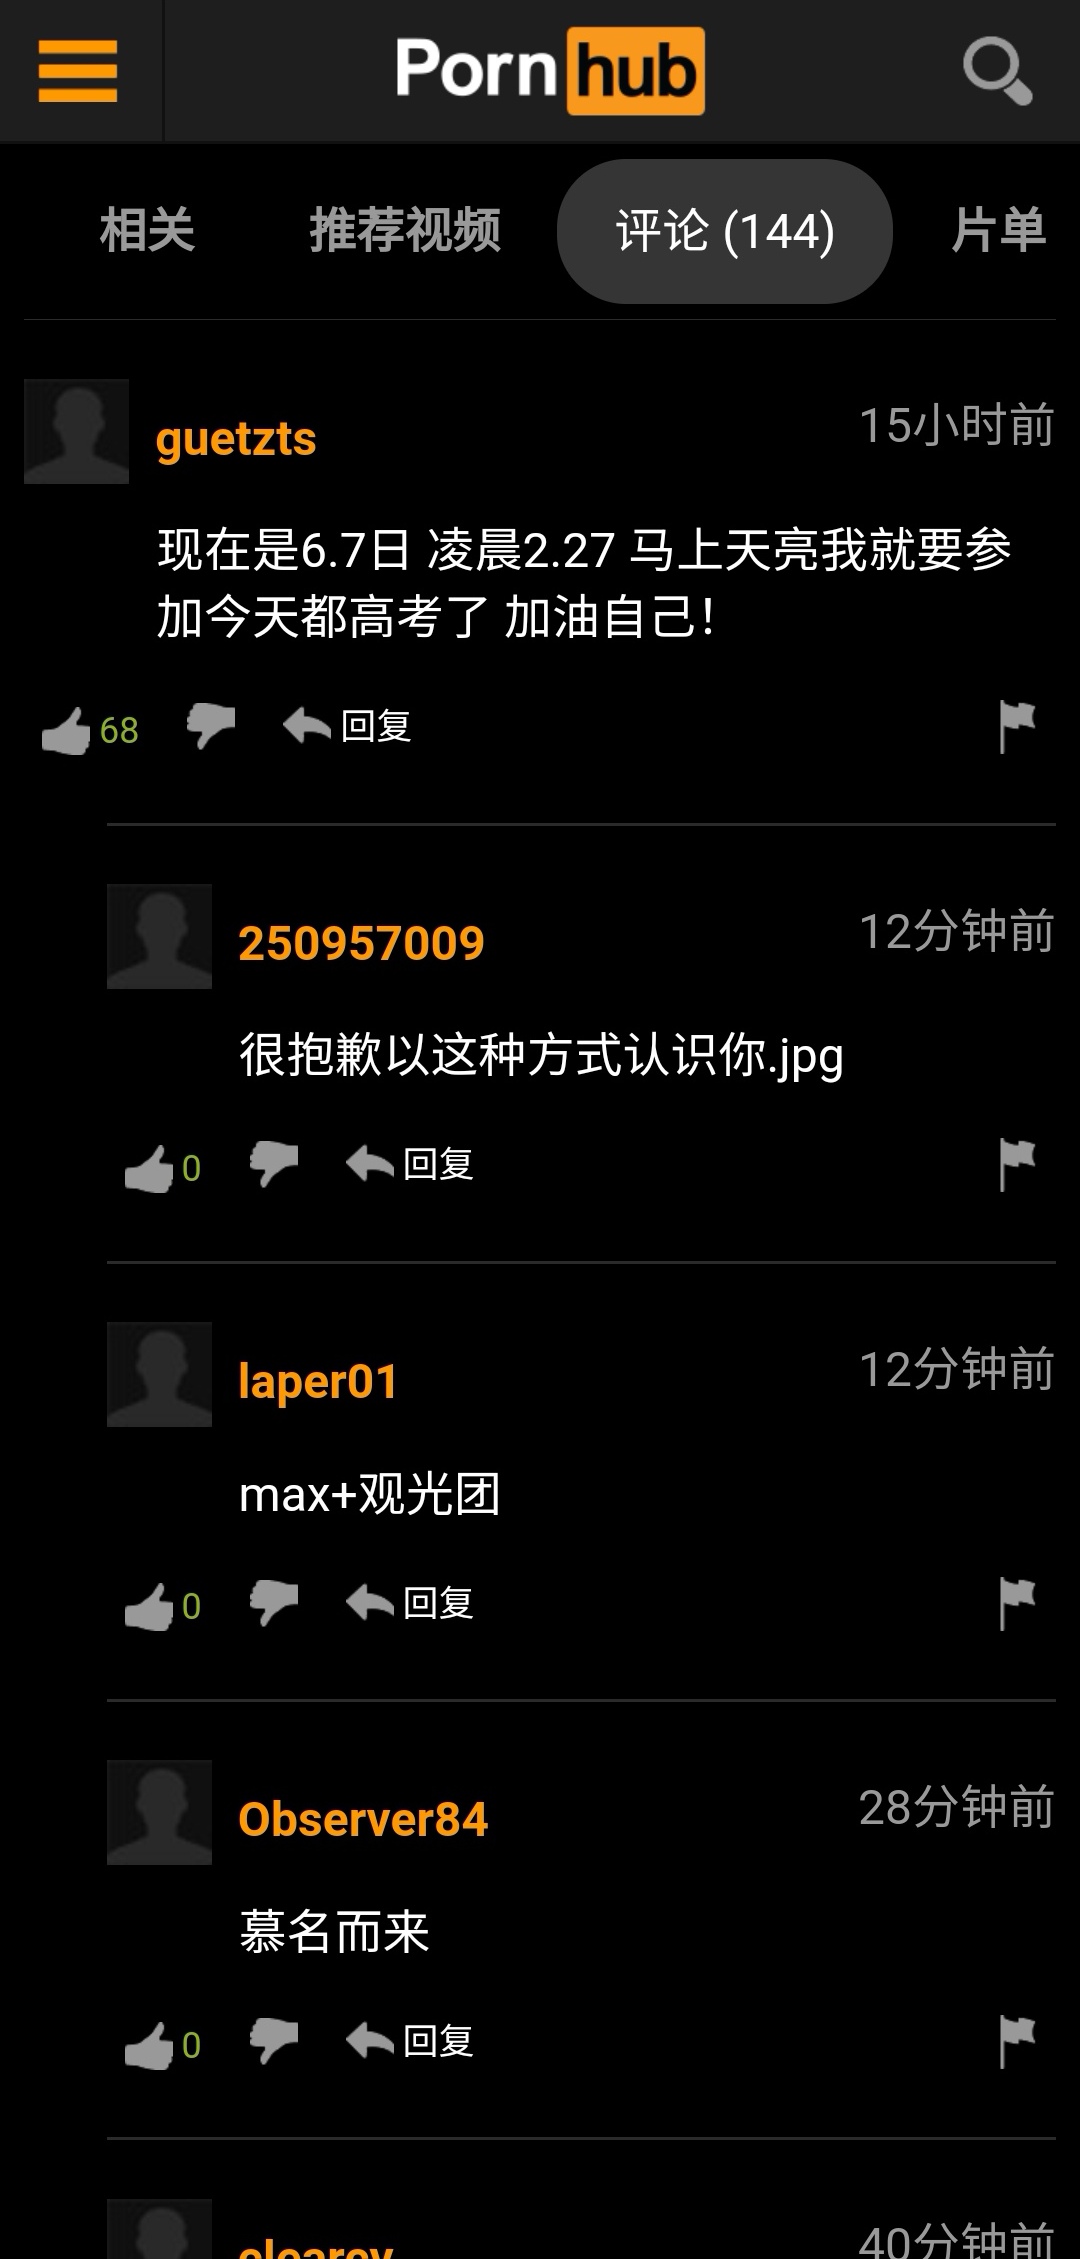 Porn hub
相关 推荐视频 评论 (144) 片单
guetzts 15小时前
现在是6.7日 凌晨2.27 马上天亮我就要参
加今天都高考了 加油自己！
68 回复
250957009 12分钟前
很抱歉以这种方式认识你.jpg
0 回复
laper01 12分钟前
max+观光团
0 回复
Observer84 28分钟前
慕名而来
0 回复
40分钟前